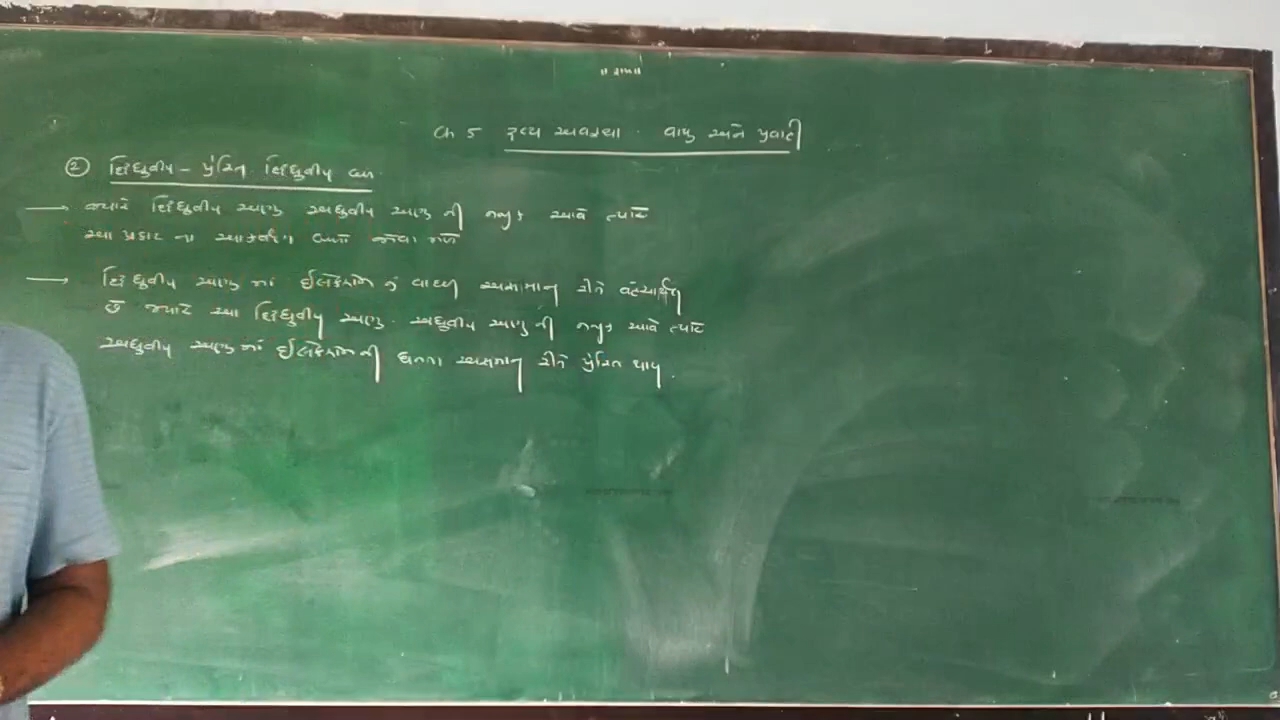 ॥ રામ ॥
Ch 5 દ્રવ્ય અવસ્થા : વાયુ અને પ્રવાહી
② દ્વિધ્રુવીય - પ્રેરિત દ્વિધ્રુવીય બળ
→ જ્યારે દ્વિધ્રુવીય અણુ અધ્રુવીય અણુ ની નજીક આવે ત્યારે
આ પ્રકાર ના આકર્ષણ બળો જોવા મળે
→ દ્વિધ્રુવીય અણુ માં ઈલેક્ટ્રોન નું વાદળ અસમાન રીતે વહેંચાયેલું
છે જ્યારે આ દ્વિધ્રુવીય અણુ અધ્રુવીય અણુ ની નજીક આવે ત્યારે
અધ્રુવીય અણુ માં ઈલેક્ટ્રોન ની ઘનતા અસમાન રીતે પ્રેરિત થાય.